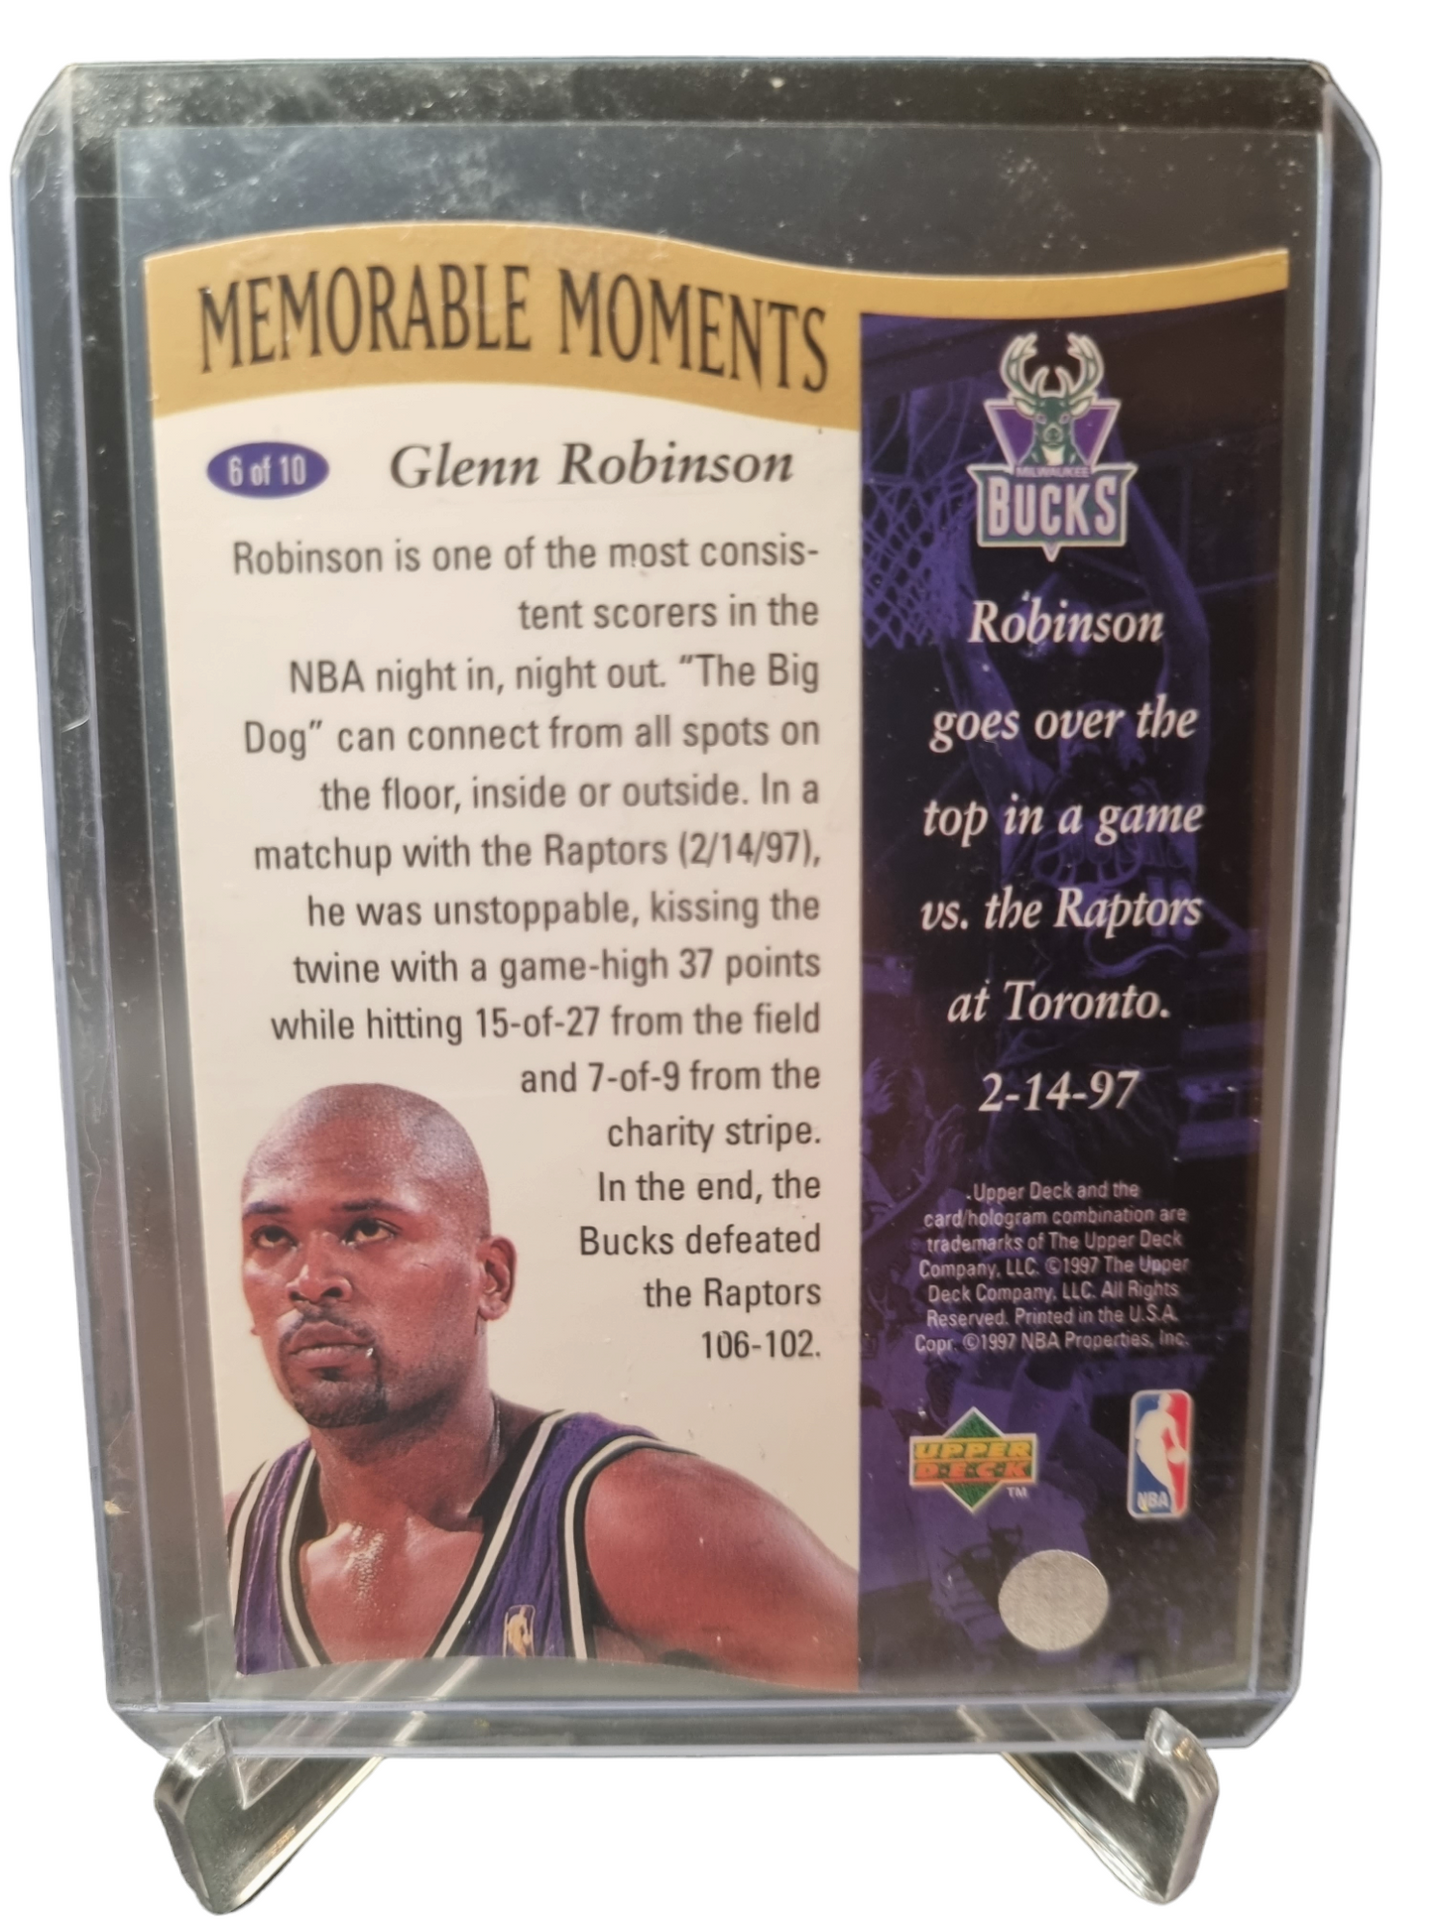 MEMORABLE MOMENTS
6 of 10
Glenn Robinson
Robinson is one of the most consis-
tent scorers in the
NBA night in, night out. "The Big
Dog" can connect from all spots on
the floor, inside or outside. In a
matchup with the Raptors (2/14/97),
he was unstoppable, kissing the
twine with a game-high 37 points
while hitting 15-of-27 from the field
and 7-of-9 from the
charity stripe.
In the end, the
Bucks defeated
the Raptors
106-102.
MILWAUKEE
BUCKS
Robinson
goes over the
top in a game
vs. the Raptors
at Toronto.
2-14-97
Upper Deck and the
card/hologram combination are
trademarks of The Upper Deck
Company, LLC. ©1997 The Upper
Deck Company, LLC. All Rights
Reserved. Printed in the U.S.A.
Copr. ©1997 NBA Properties, Inc.
UPPER
DECK
TM
NBA